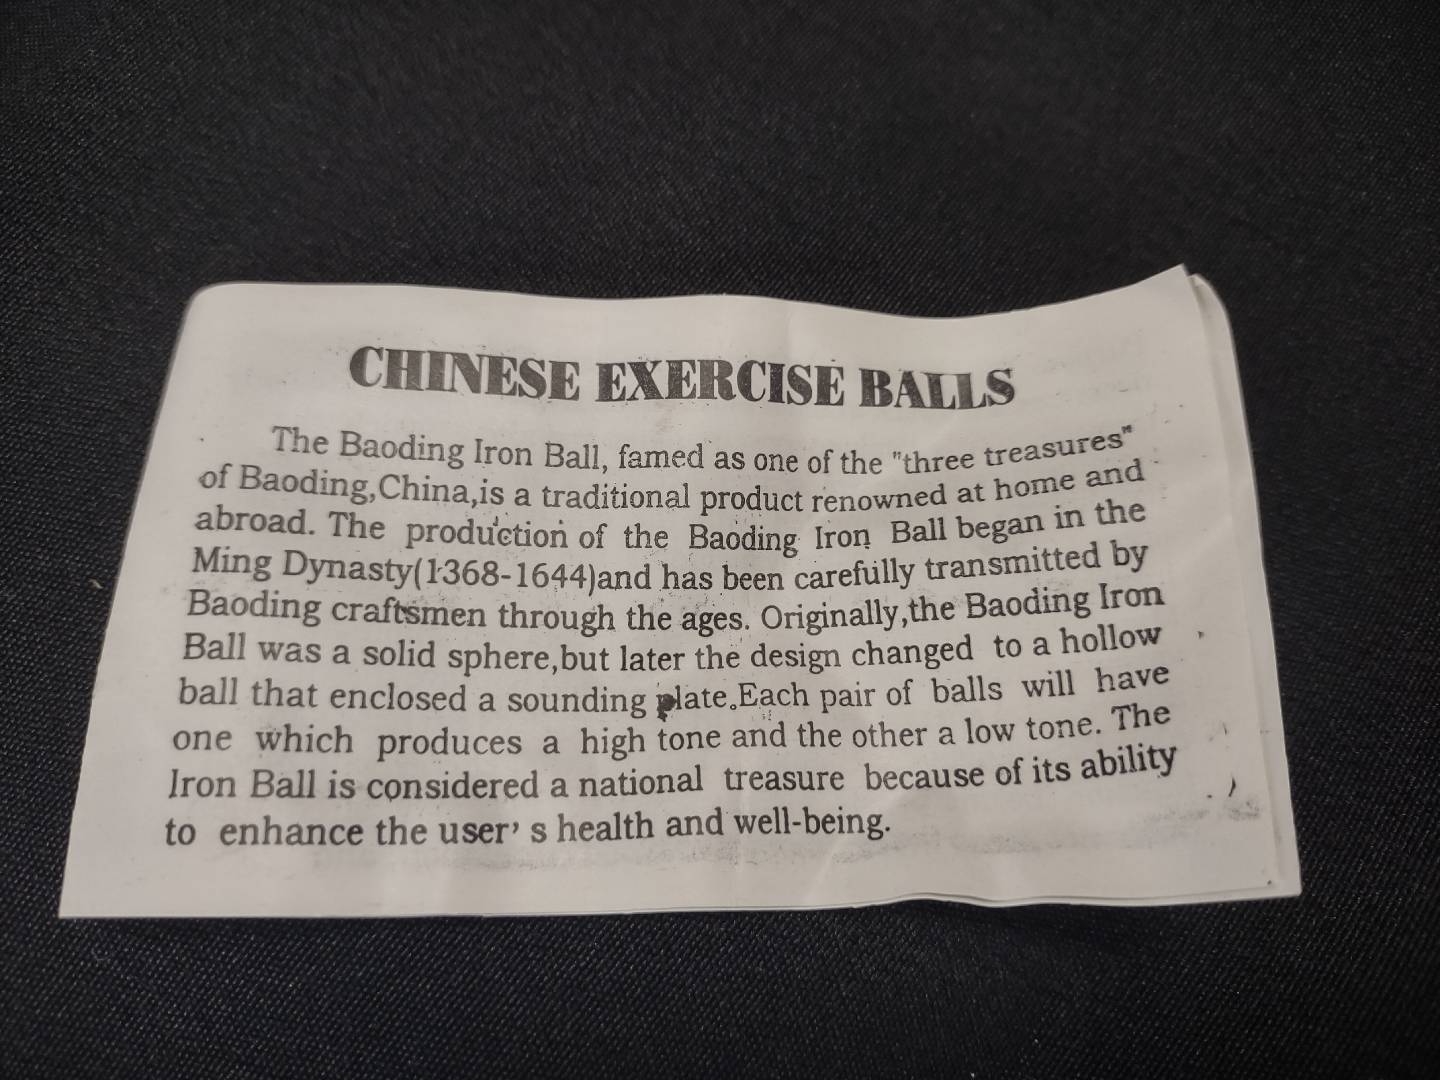 CHINESE EXERCISE BALLS
The Baoding Iron Ball, famed as one of the "three treasures"
of Baoding,China,is a traditional product renowned at home and
abroad. The production of the Baoding Iron Ball began in the
Ming Dynasty(1368-1644)and has been carefully transmitted by
Baoding craftsmen through the ages. Originally,the Baoding Iron
Ball was a solid sphere,but later the design changed to a hollow
ball that enclosed a sounding plate.Each pair of balls will have
one which produces a high tone and the other a low tone. The
Iron Ball is considered a national treasure because of its ability
to enhance the user’ s health and well-being.